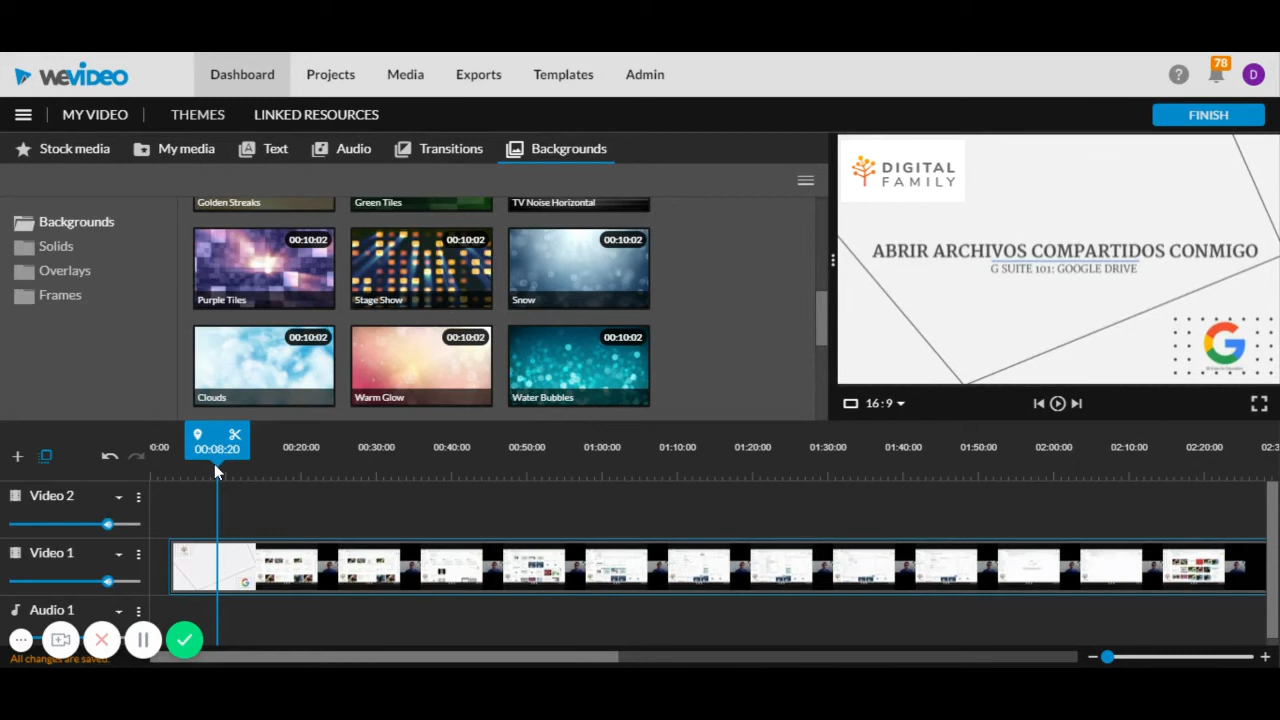 wevideo
Dashboard
Projects
Media
Exports
Templates
Admin
?
78
D
MY VIDEO
THEMES
LINKED RESOURCES
FINISH
Stock media
My media
Text
Audio
Transitions
Backgrounds
Backgrounds
Solids
Overlays
Frames
Golden Streaks
Green Tiles
TV Noise Horizontal
00:10:02
00:10:02
00:10:02
Purple Tiles
Stage Show
Snow
00:10:02
00:10:02
00:10:02
Clouds
Warm Glow
Water Bubbles
DIGITAL
FAMILY
ABRIR ARCHIVOS COMPARTIDOS CONMIGO
G SUITE 101: GOOGLE DRIVE
G
16:9
0:00
00:08:20
00:20:00
00:30:00
00:40:00
00:50:00
01:00:00
01:10:00
01:20:00
01:30:00
01:40:00
01:50:00
02:00:00
02:10:00
02:20:00
02:3
Video 2
Video 1
Audio 1
All changes are saved.